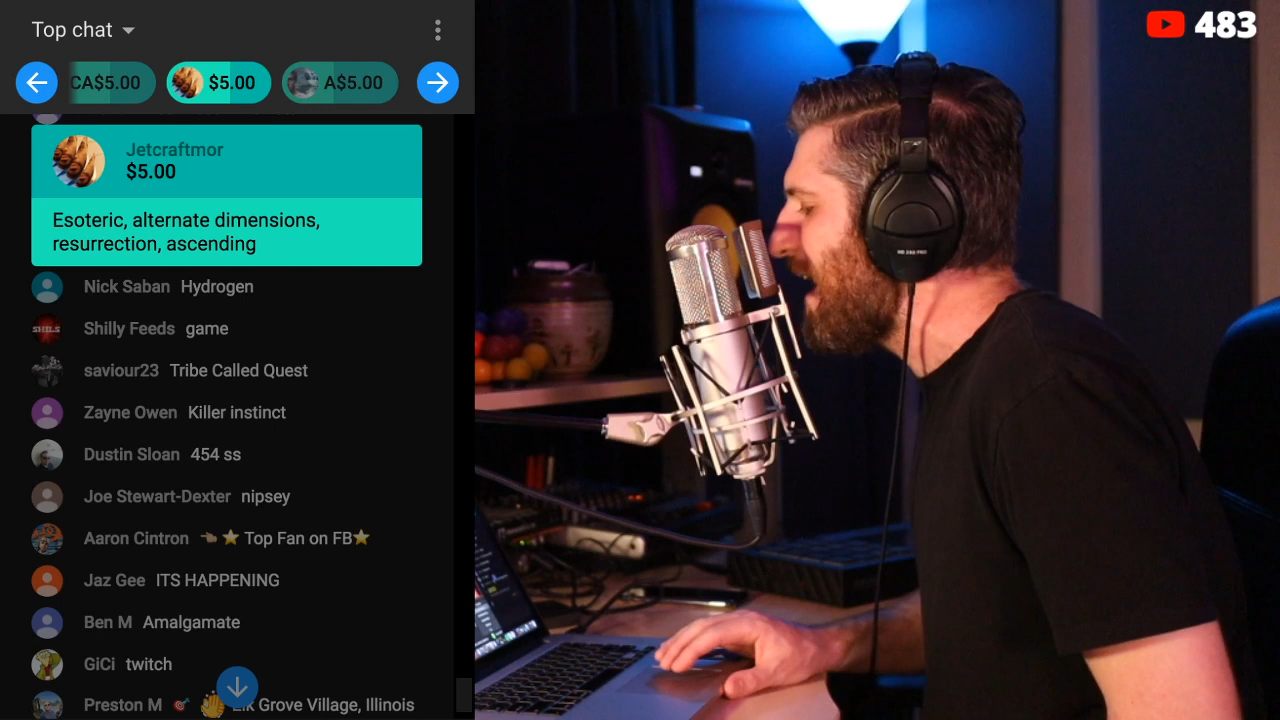 Top chat
CA$5.00
$5.00
A$5.00
483
Jetcraftmor
$5.00
Esoteric, alternate dimensions,
resurrection, ascending
Nick Saban Hydrogen
SHILS
Shilly Feeds game
saviour23 Tribe Called Quest
Zayne Owen Killer instinct
Dustin Sloan 454 ss
Joe Stewart-Dexter nipsey
Aaron Cintron 👈🏽⭐ Top Fan on FB⭐
Jaz Gee ITS HAPPENING
Ben M Amalgamate
GiCi twitch
Preston M 🎯 👏 Elk Grove Village, Illinois